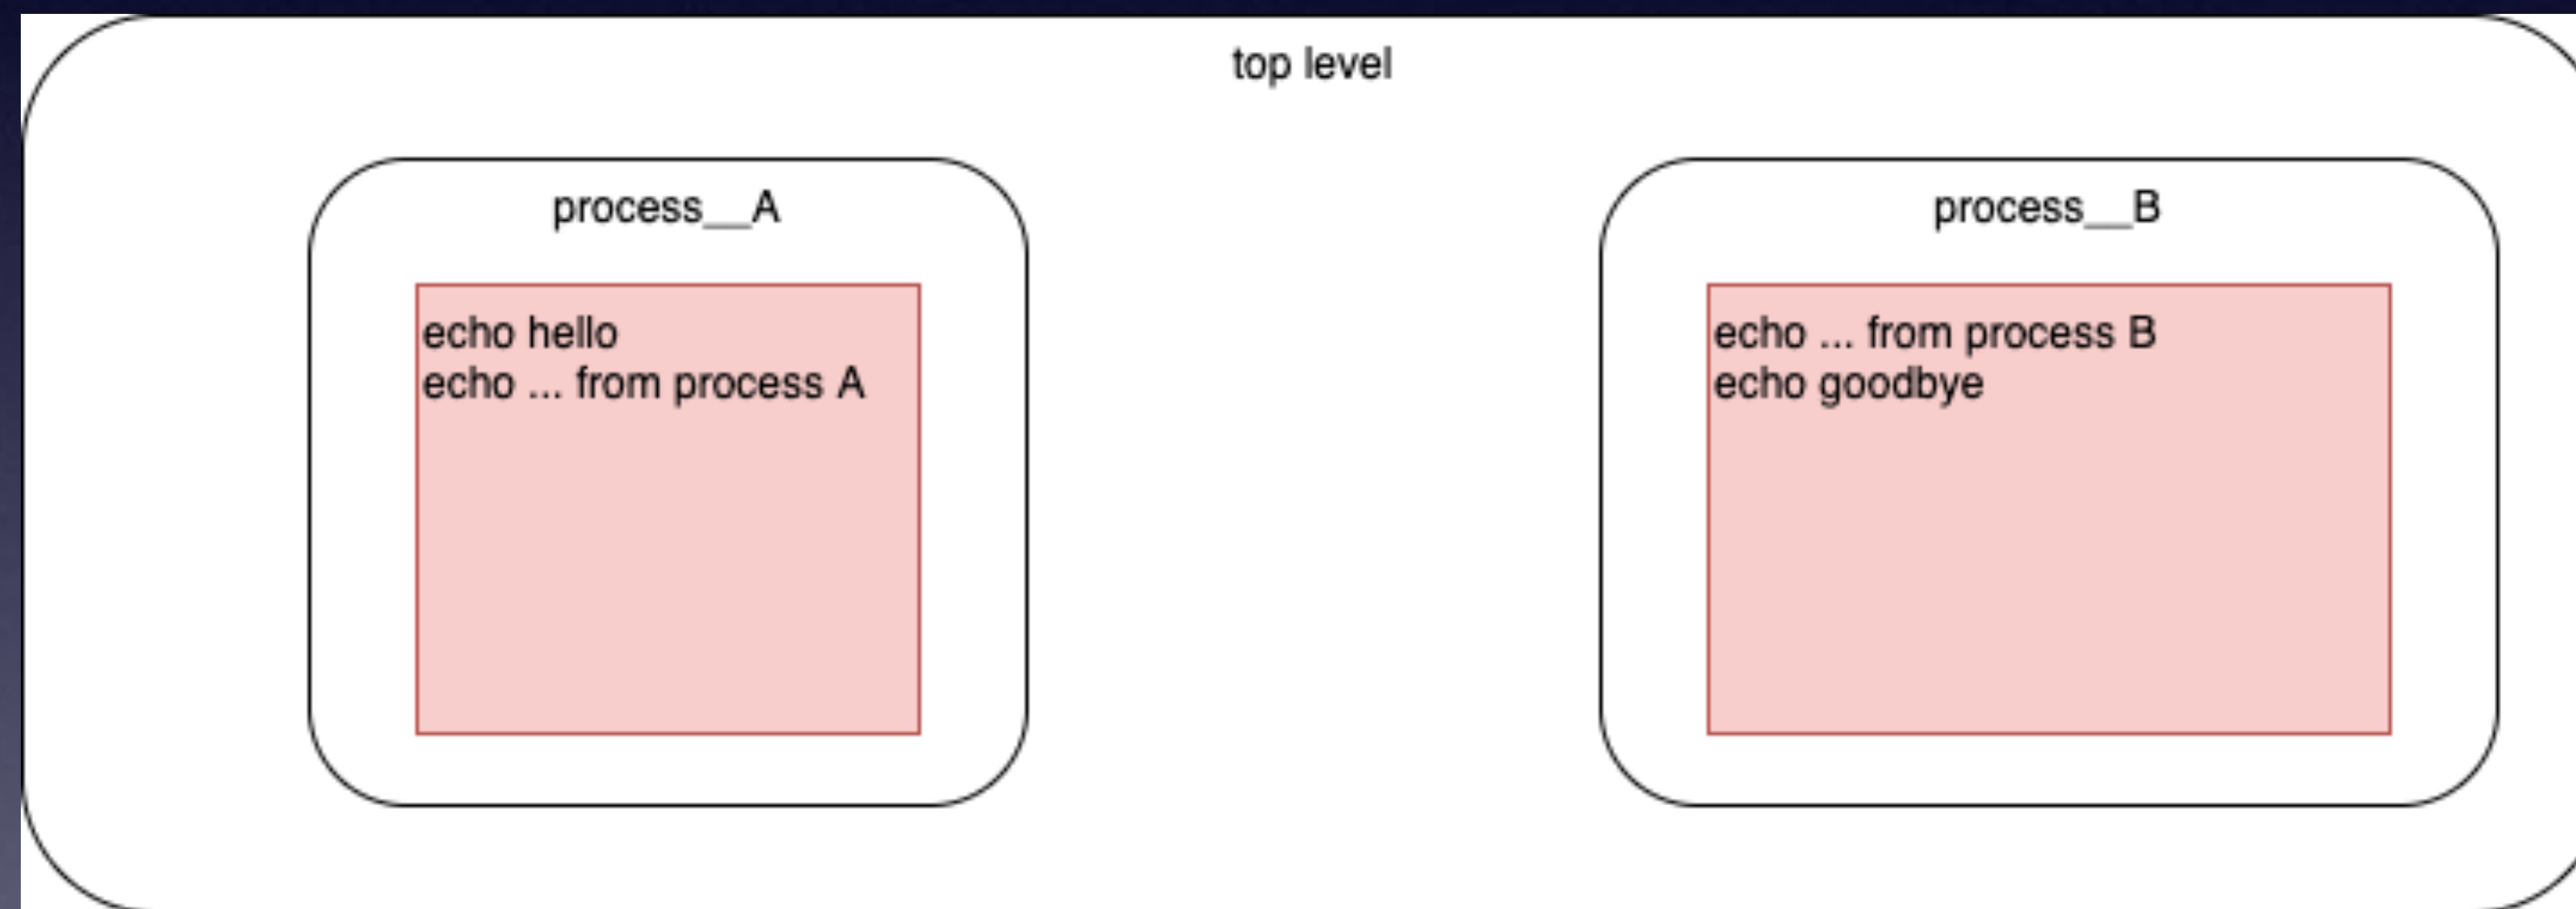 top level
process__A
echo hello
echo ... from process A
process__B
echo ... from process B
echo goodbye